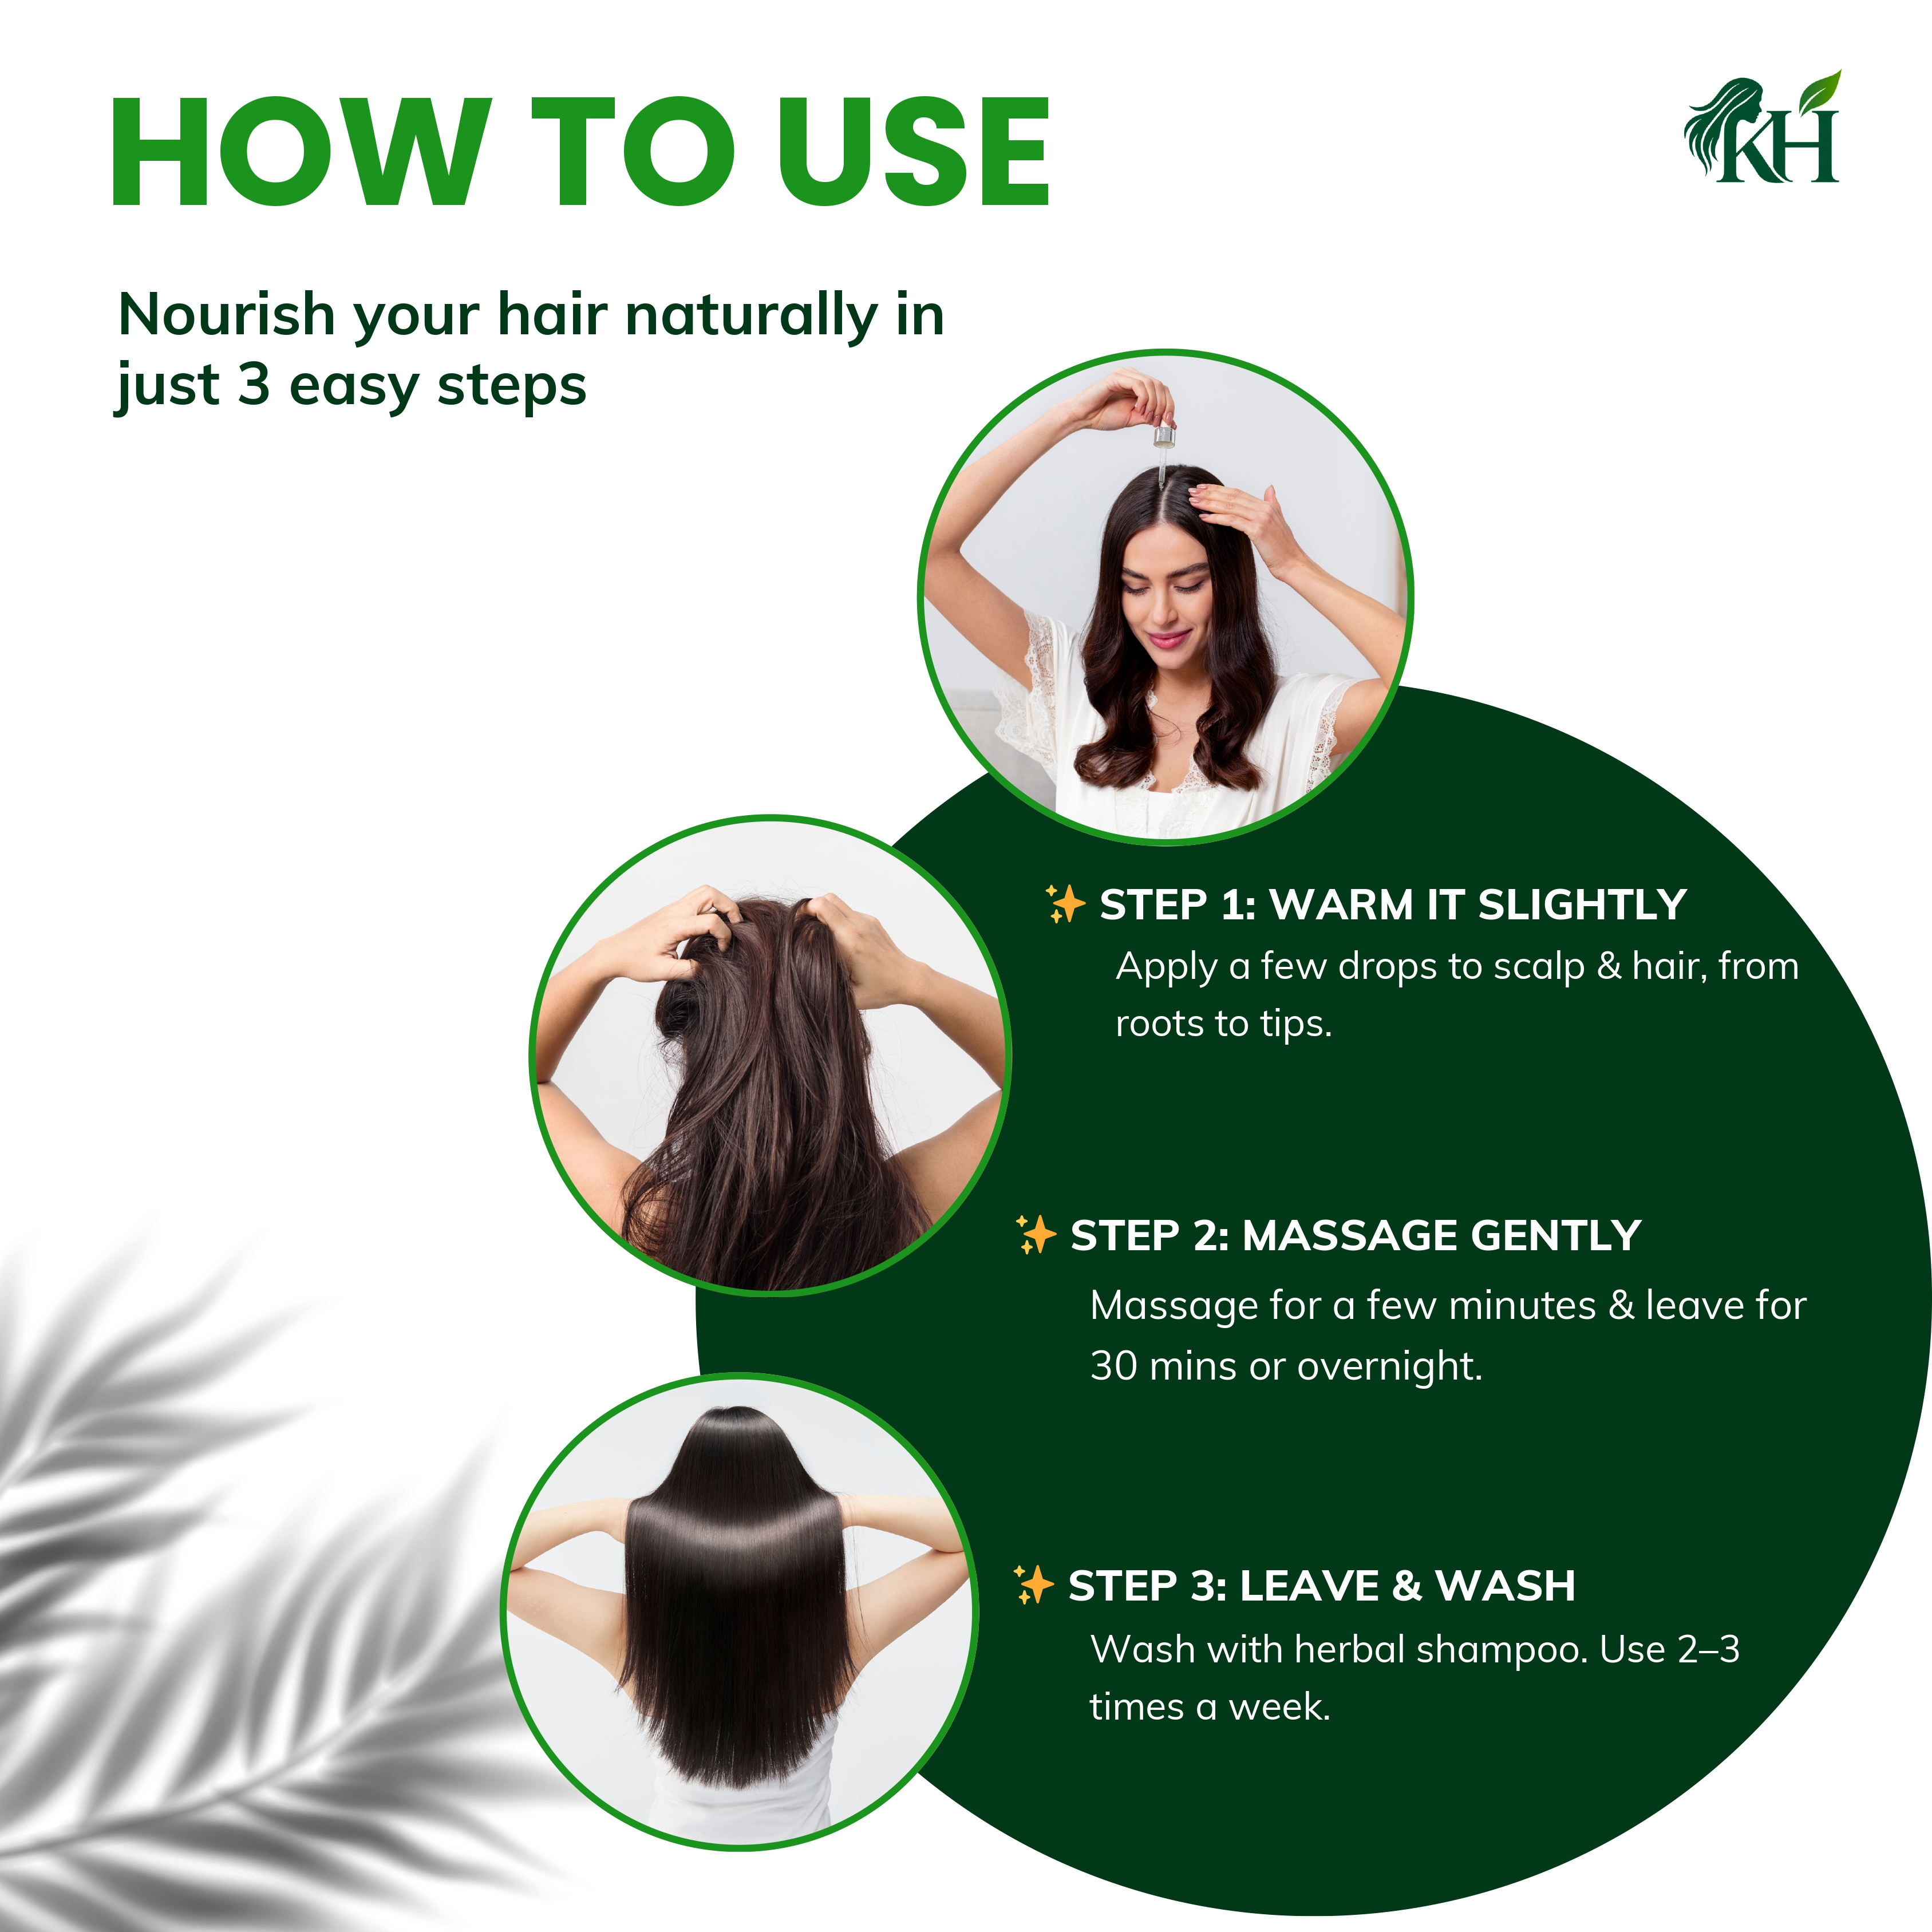 HOW TO USE
KH
Nourish your hair naturally in
just 3 easy steps
✨ STEP 1: WARM IT SLIGHTLY
Apply a few drops to scalp & hair, from
roots to tips.
✨ STEP 2: MASSAGE GENTLY
Massage for a few minutes & leave for
30 mins or overnight.
✨ STEP 3: LEAVE & WASH
Wash with herbal shampoo. Use 2–3
times a week.